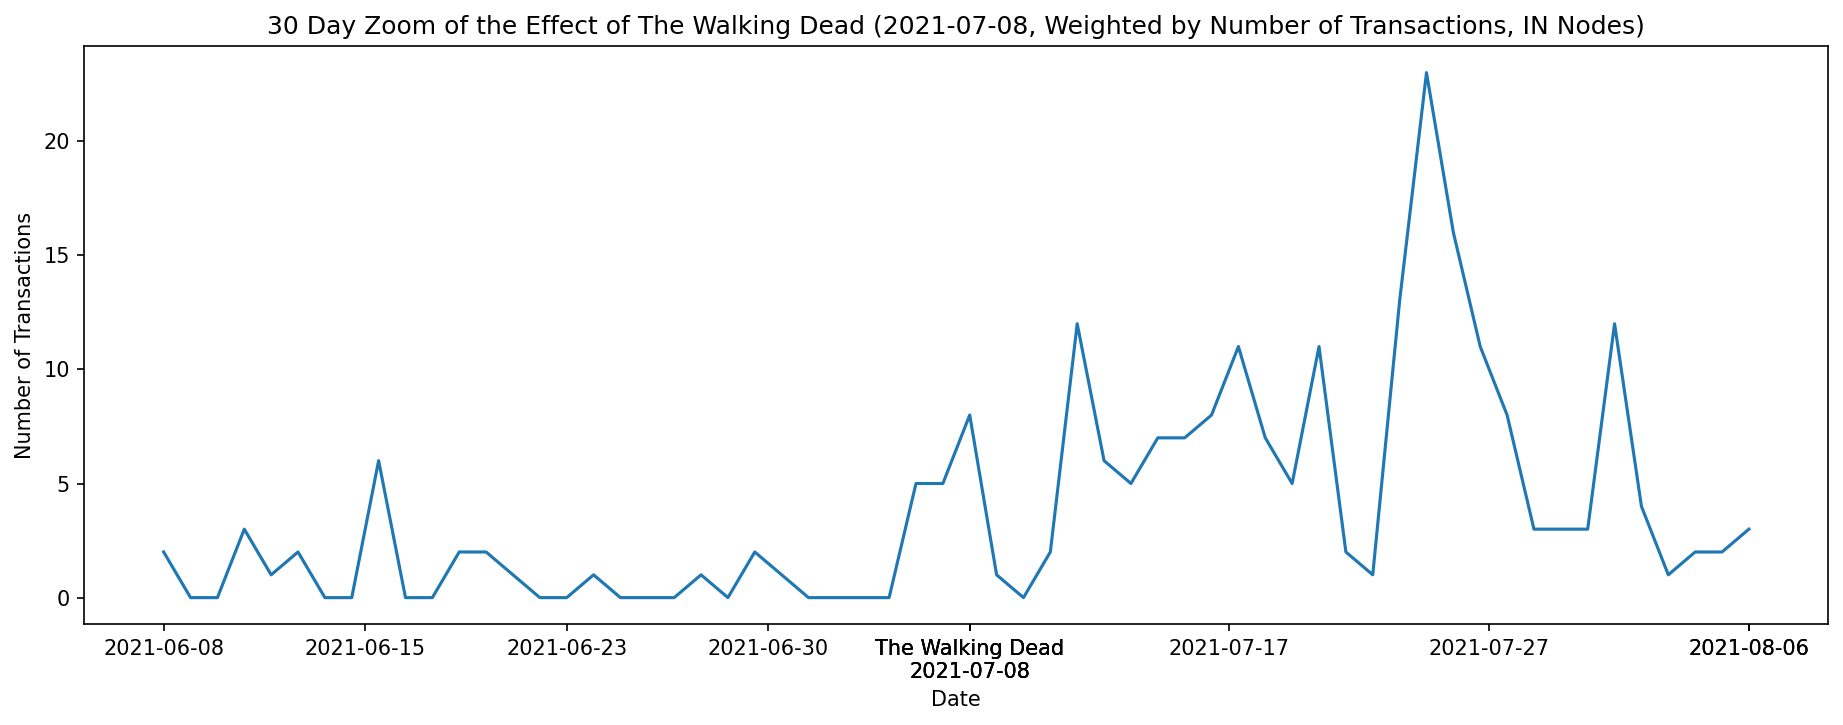 30 Day Zoom of the Effect of The Walking Dead (2021-07-08, Weighted by Number of Transactions, IN Nodes)
Number of Transactions
20
15
10
5
0
2021-06-08 2021-06-15 2021-06-23 2021-06-30 The Walking Dead 2021-07-17 2021-07-27 2021-08-06
2021-07-08
Date